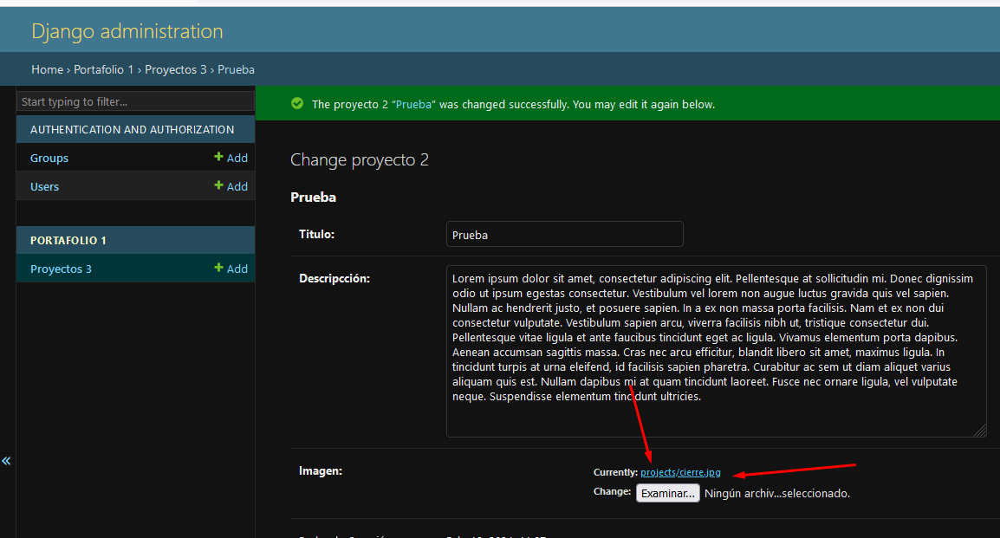 Django administration
Home › Portafolio 1 › Proyectos 3 › Prueba
Start typing to filter...
AUTHENTICATION AND AUTHORIZATION
Groups + Add
Users + Add
PORTAFOLIO 1
Proyectos 3 + Add
«
The proyecto 2 “Prueba” was changed successfully. You may edit it again below.
Change proyecto 2
Prueba
Titulo: Prueba
Descripcción:
Lorem ipsum dolor sit amet, consectetur adipiscing elit. Pellentesque at sollicitudin mi. Donec dignissim
odio ut ipsum egestas consectetur. Vestibulum vel lorem non augue luctus gravida quis vel sapien.
Nullam ac hendrerit justo, et posuere sapien. In a ex non massa porta facilisis. Nam et ex non dui
consectetur vulputate. Vestibulum sapien arcu, viverra facilisis nibh ut, tristique consectetur dui.
Pellentesque vitae ligula et ante faucibus tincidunt eget ac ligula. Vivamus elementum porta dapibus.
Aenean accumsan sagittis massa. Cras nec arcu efficitur, blandit libero sit amet, maximus ligula. In
tincidunt turpis at urna eleifend, id facilisis sapien pharetra. Curabitur ac sem ut diam aliquet varius
aliquam quis est. Nullam dapibus mi at quam tincidunt laoreet. Fusce nec ornare ligula, vel vulputate
neque. Suspendisse elementum tincidunt ultricies.
Imagen:
Currently: projects/cierre.jpg
Change: Examinar... Ningún archiv...seleccionado.